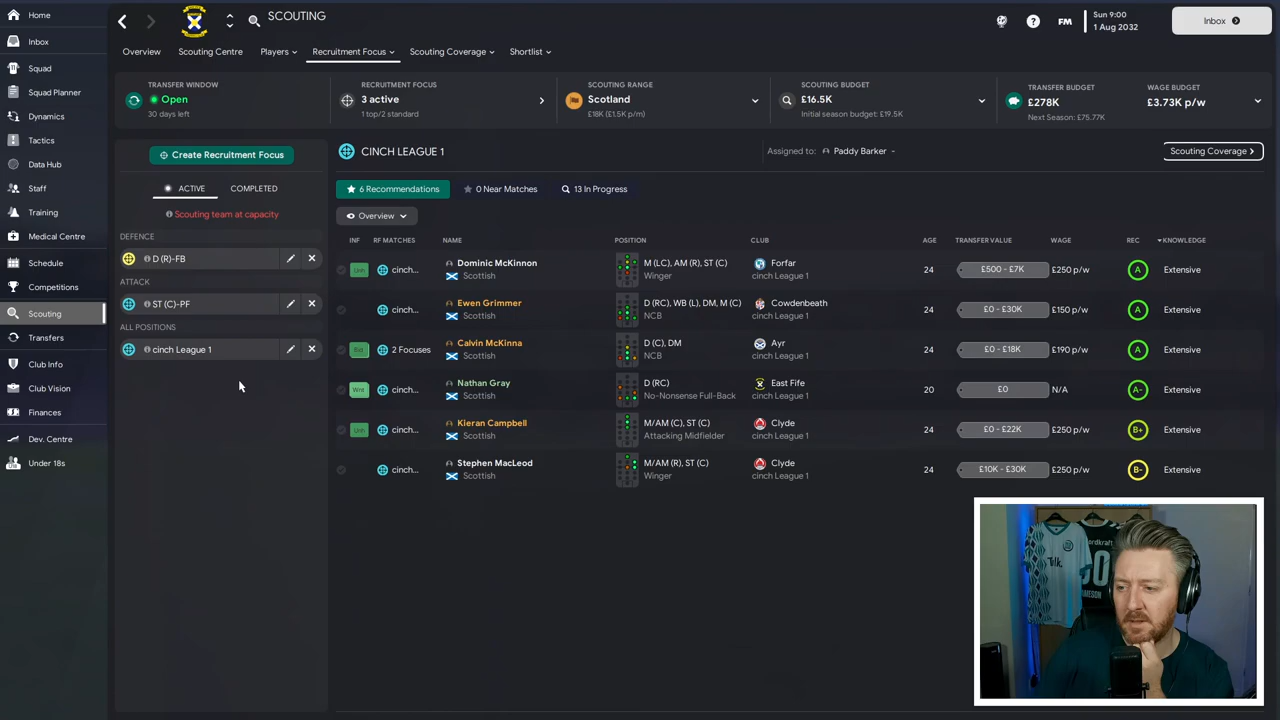 Home
Inbox
Squad
Squad Planner
Dynamics
Tactics
Data Hub
Staff
Training
Medical Centre
Schedule
Competitions
Scouting
Transfers
Club Info
Club Vision
Finances
Dev. Centre
Under 18s
SCOUTING
FM
Sun 9:00
1 Aug 2032
Inbox
Overview
Scouting Centre
Players
Recruitment Focus
Scouting Coverage
Shortlist
TRANSFER WINDOW
Open
30 days left
RECRUITMENT FOCUS
3 active
1 top/2 standard
SCOUTING RANGE
Scotland
£18K (£1.5K p/m)
SCOUTING BUDGET
£16.5K
Initial season budget: £19.5K
TRANSFER BUDGET
£278K
Next Season: £75.77K
WAGE BUDGET
£3.73K p/w
Create Recruitment Focus
ACTIVE COMPLETED
Scouting team at capacity
DEFENCE
D (R)-FB
ATTACK
ST (C)-PF
ALL POSITIONS
cinch League 1
CINCH LEAGUE 1
Assigned to: Paddy Barker -
Scouting Coverage
6 Recommendations
0 Near Matches
13 In Progress
Overview
INF RF MATCHES NAME POSITION CLUB AGE TRANSFER VALUE WAGE REC KNOWLEDGE
Unh cinch... Dominic McKinnon M (LC), AM (R), ST (C) Forfar 24 £500 - £7K £250 p/w A Extensive
Scottish Winger cinch League 1
cinch... Ewen Grimmer D (RC), WB (L), DM, M (C) Cowdenbeath 24 £0 - £30K £150 p/w A Extensive
Scottish NCB cinch League 1
Bid 2 Focuses Calvin McKinna D (C), DM Ayr 24 £0 - £18K £190 p/w A Extensive
Scottish NCB cinch League 1
Wnt cinch... Nathan Gray D (RC) East Fife 20 £0 N/A A- Extensive
Scottish No-Nonsense Full-Back cinch League 1
Unh cinch... Kieran Campbell M/AM (C), ST (C) Clyde 24 £0 - £22K £250 p/w B+ Extensive
Scottish Attacking Midfielder cinch League 1
cinch... Stephen MacLeod M/AM (R), ST (C) Clyde 24 £10K - £30K £250 p/w B- Extensive
Scottish Winger cinch League 1